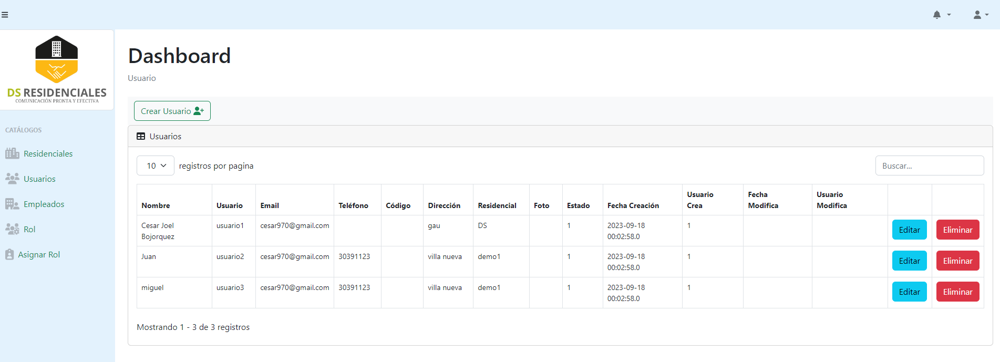 DS RESIDENCIALES
COMUNICACIÓN PRONTA Y EFECTIVA
CATÁLOGOS
Residenciales
Usuarios
Empleados
Rol
Asignar Rol
Dashboard
Usuario
Crear Usuario
Usuarios
10 registros por pagina
Buscar...
Nombre Usuario Email Teléfono Código Dirección Residencial Foto Estado Fecha Creación Usuario Crea Fecha Modifica Usuario Modifica
Cesar Joel Bojorquez usuario1 cesar970@gmail.com gau DS 1 2023-09-18 00:02:58.0 1 Editar Eliminar
Juan usuario2 cesar970@gmail.com 30391123 villa nueva demo1 1 2023-09-18 00:02:58.0 1 Editar Eliminar
miguel usuario3 cesar970@gmail.com 30391123 villa nueva demo1 1 2023-09-18 00:02:58.0 1 Editar Eliminar
Mostrando 1 - 3 de 3 registros